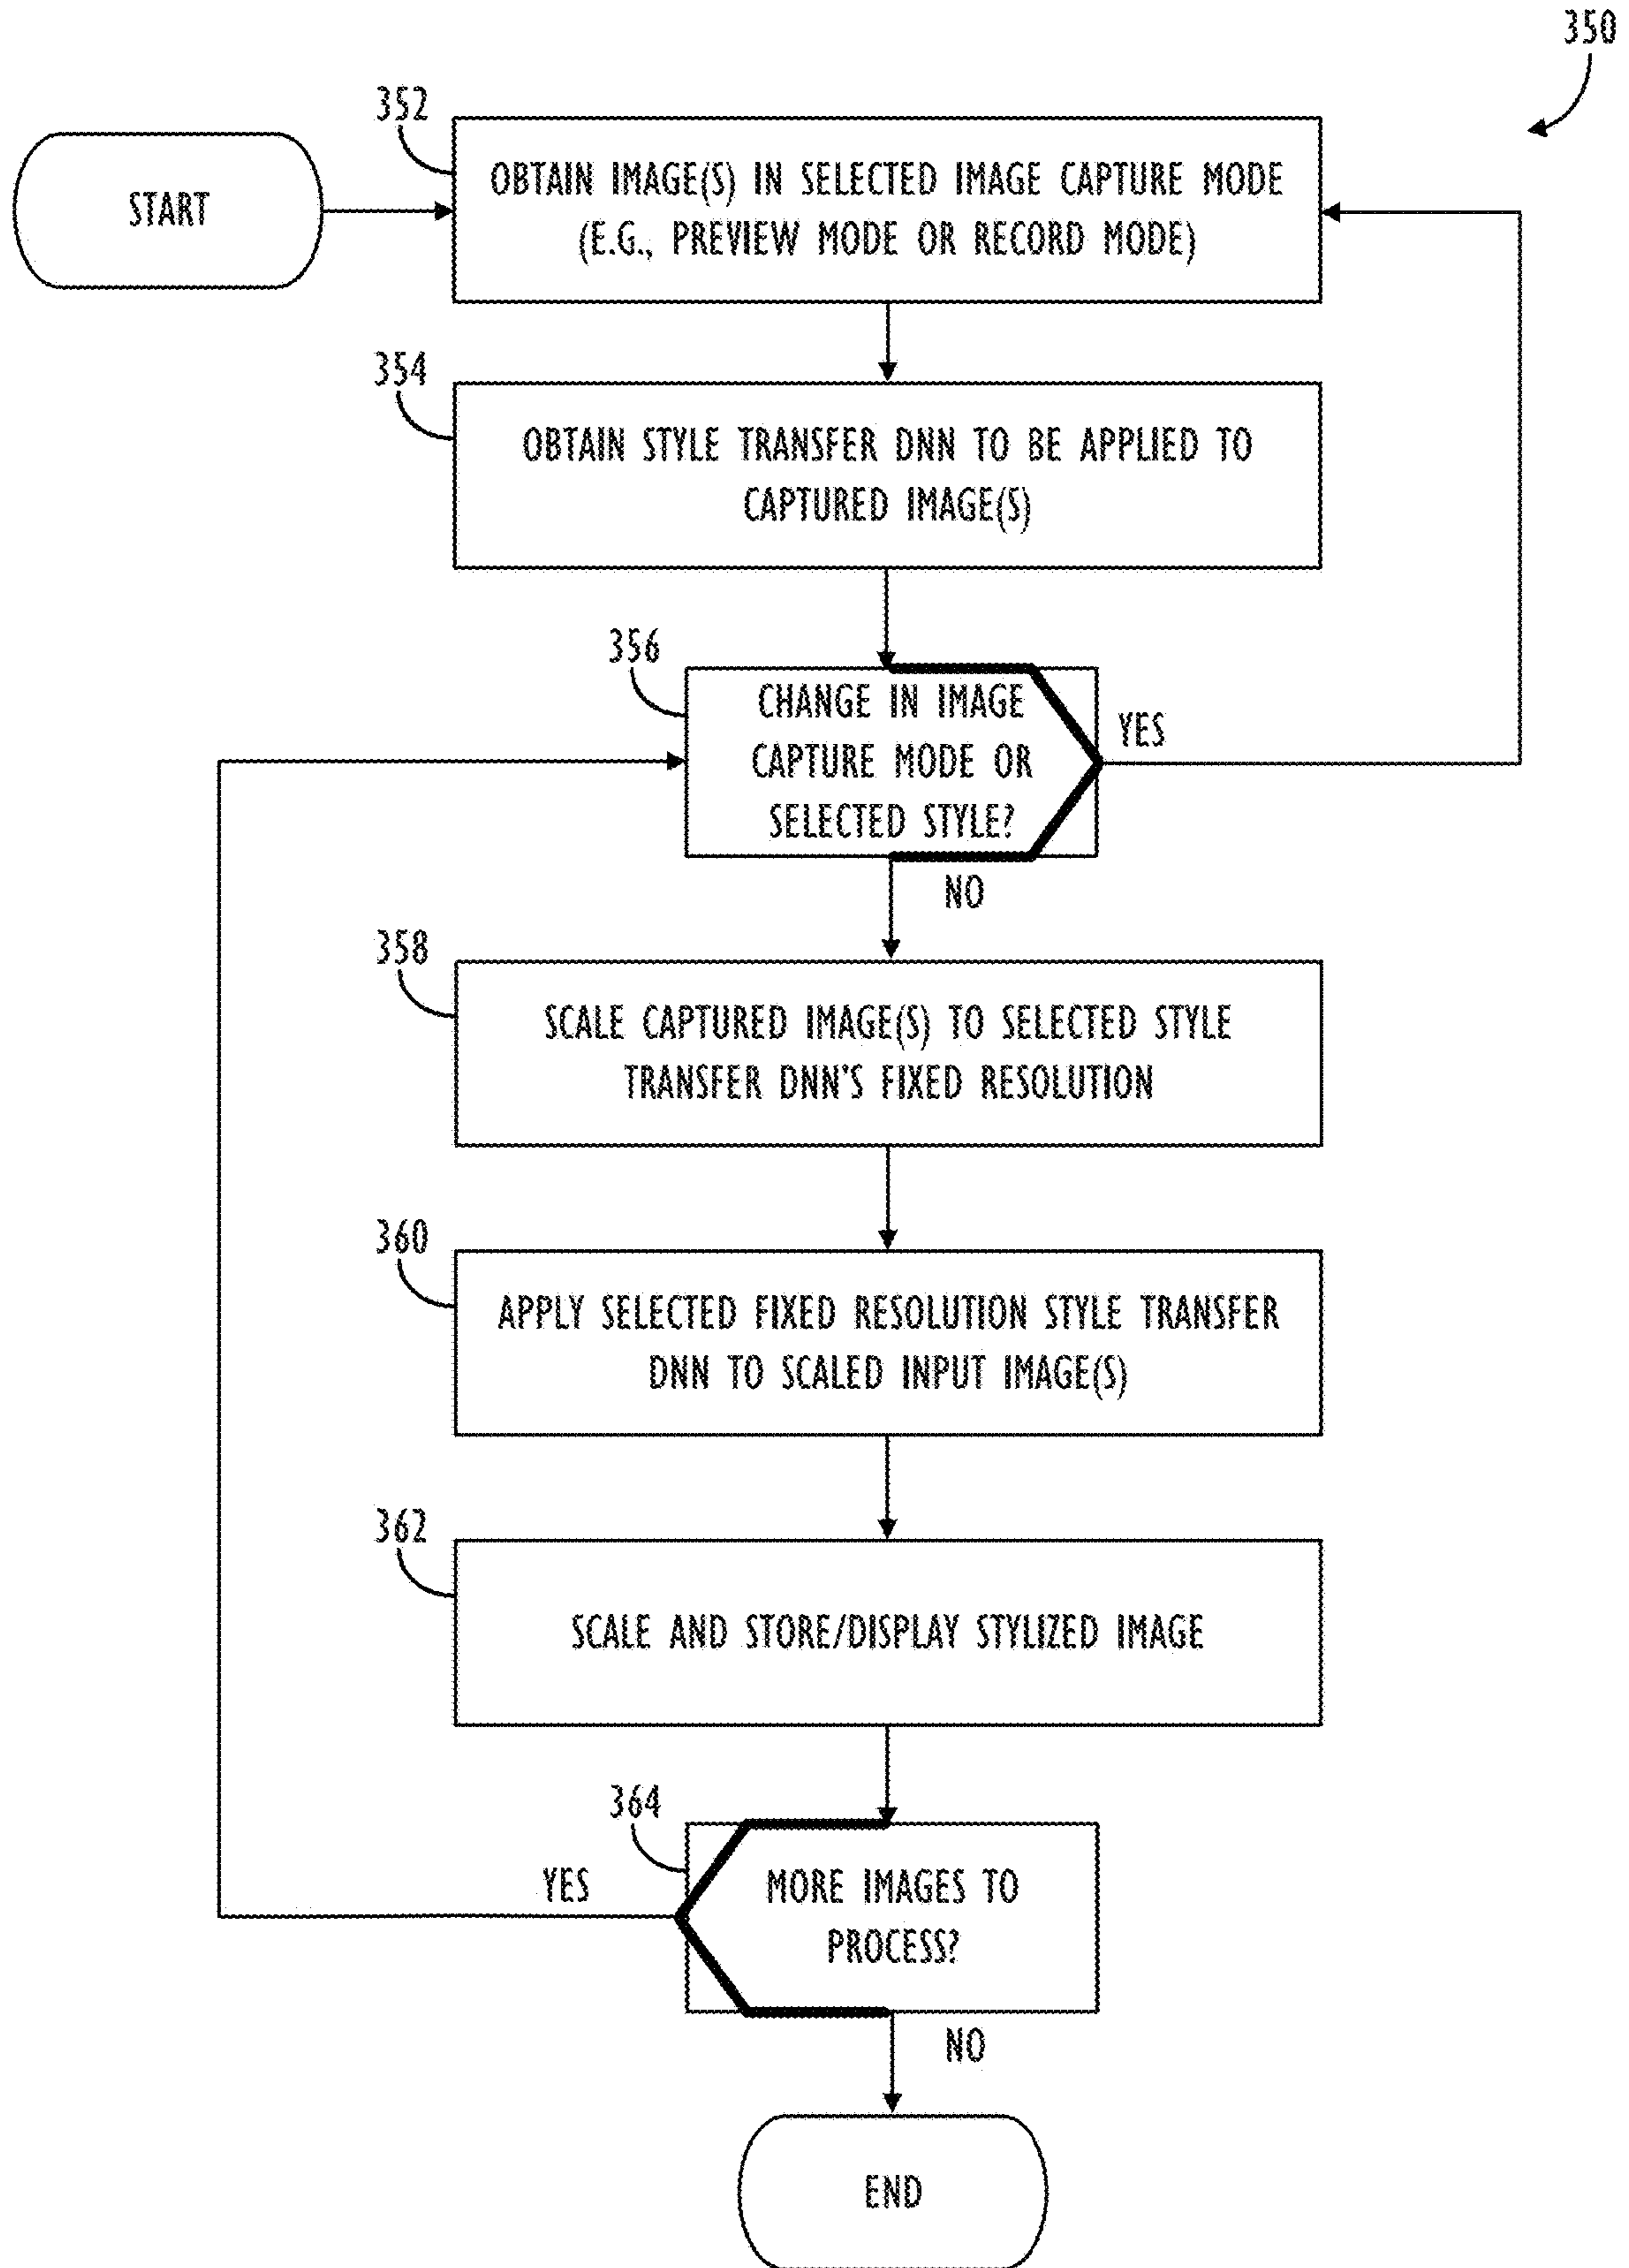 350
352
START
OBTAIN IMAGE(S) IN SELECTED IMAGE CAPTURE MODE
(E.G., PREVIEW MODE OR RECORD MODE)
354
OBTAIN STYLE TRANSFER DNN TO BE APPLIED TO
CAPTURED IMAGE(S)
356
CHANGE IN IMAGE
CAPTURE MODE OR
SELECTED STYLE?
YES
NO
358
SCALE CAPTURED IMAGE(S) TO SELECTED STYLE
TRANSFER DNN'S FIXED RESOLUTION
360
APPLY SELECTED FIXED RESOLUTION STYLE TRANSFER
DNN TO SCALED INPUT IMAGE(S)
362
SCALE AND STORE/DISPLAY STYLIZED IMAGE
364
YES
MORE IMAGES TO
PROCESS?
NO
END